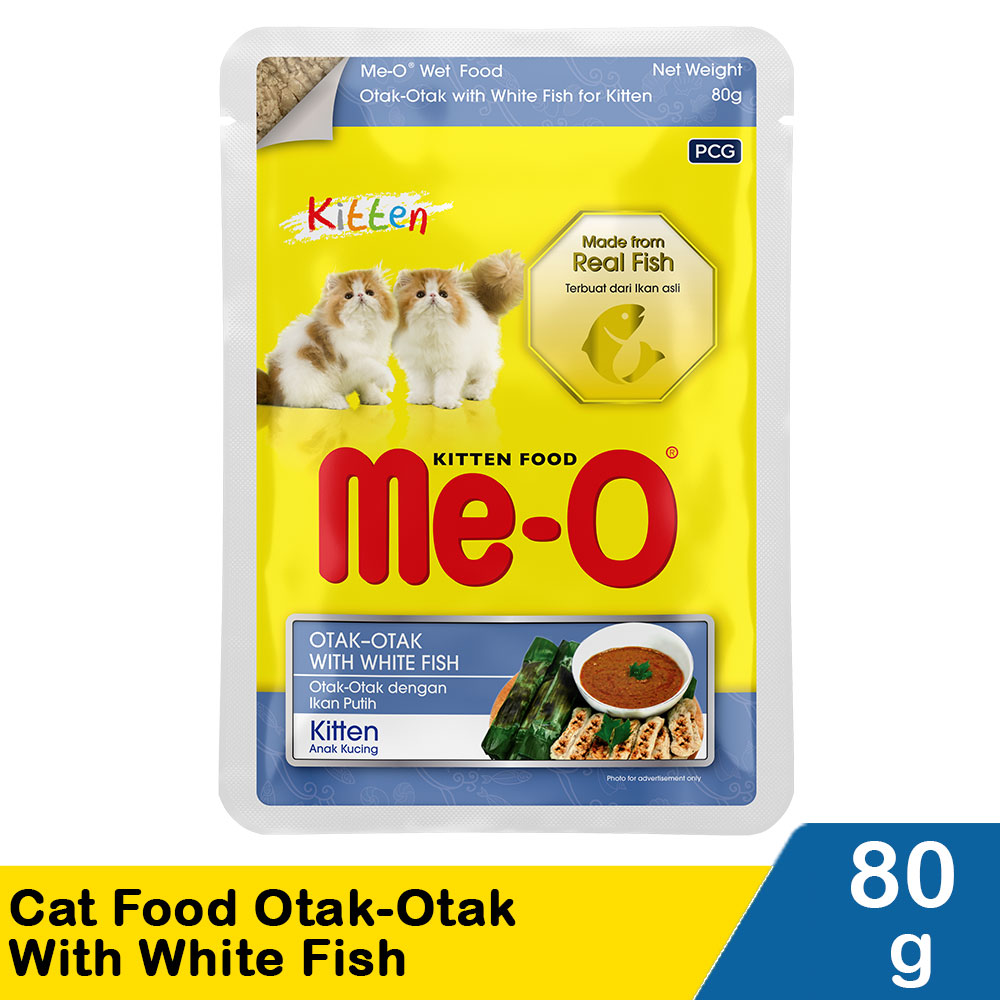 Me-O® Wet Food
Otak-Otak with White Fish for Kitten
Net Weight
80g
PCG
Kitten
Made from
Real Fish
Terbuat dari Ikan asli
KITTEN FOOD
Me-O®
OTAK-OTAK
WITH WHITE FISH
Otak-Otak dengan
Ikan Putih
Kitten
Anak Kucing
Photo for advertisement only
Cat Food Otak-Otak
With White Fish
80
g